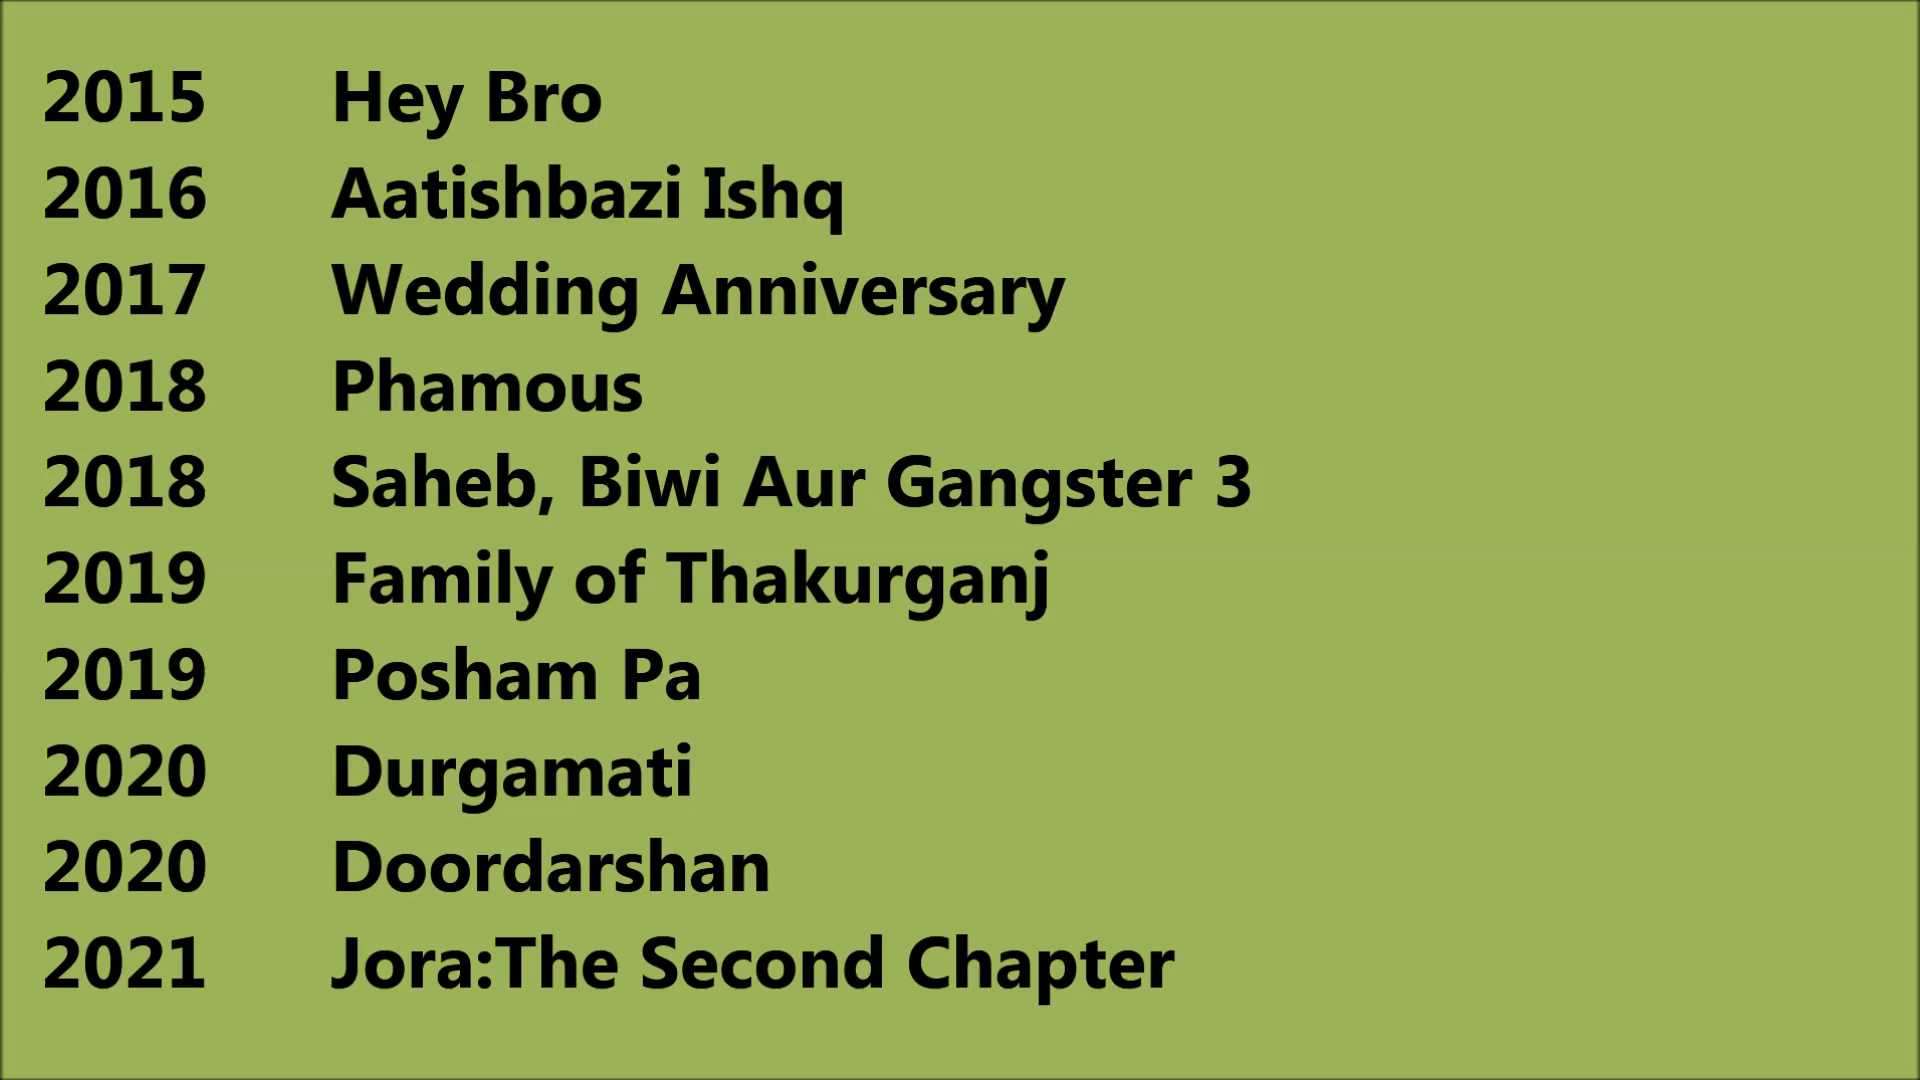 2015 Hey Bro
2016 Aatishbazi Ishq
2017 Wedding Anniversary
2018 Phamous
2018 Saheb, Biwi Aur Gangster 3
2019 Family of Thakurganj
2019 Posham Pa
2020 Durgamati
2020 Doordarshan
2021 Jora:The Second Chapter